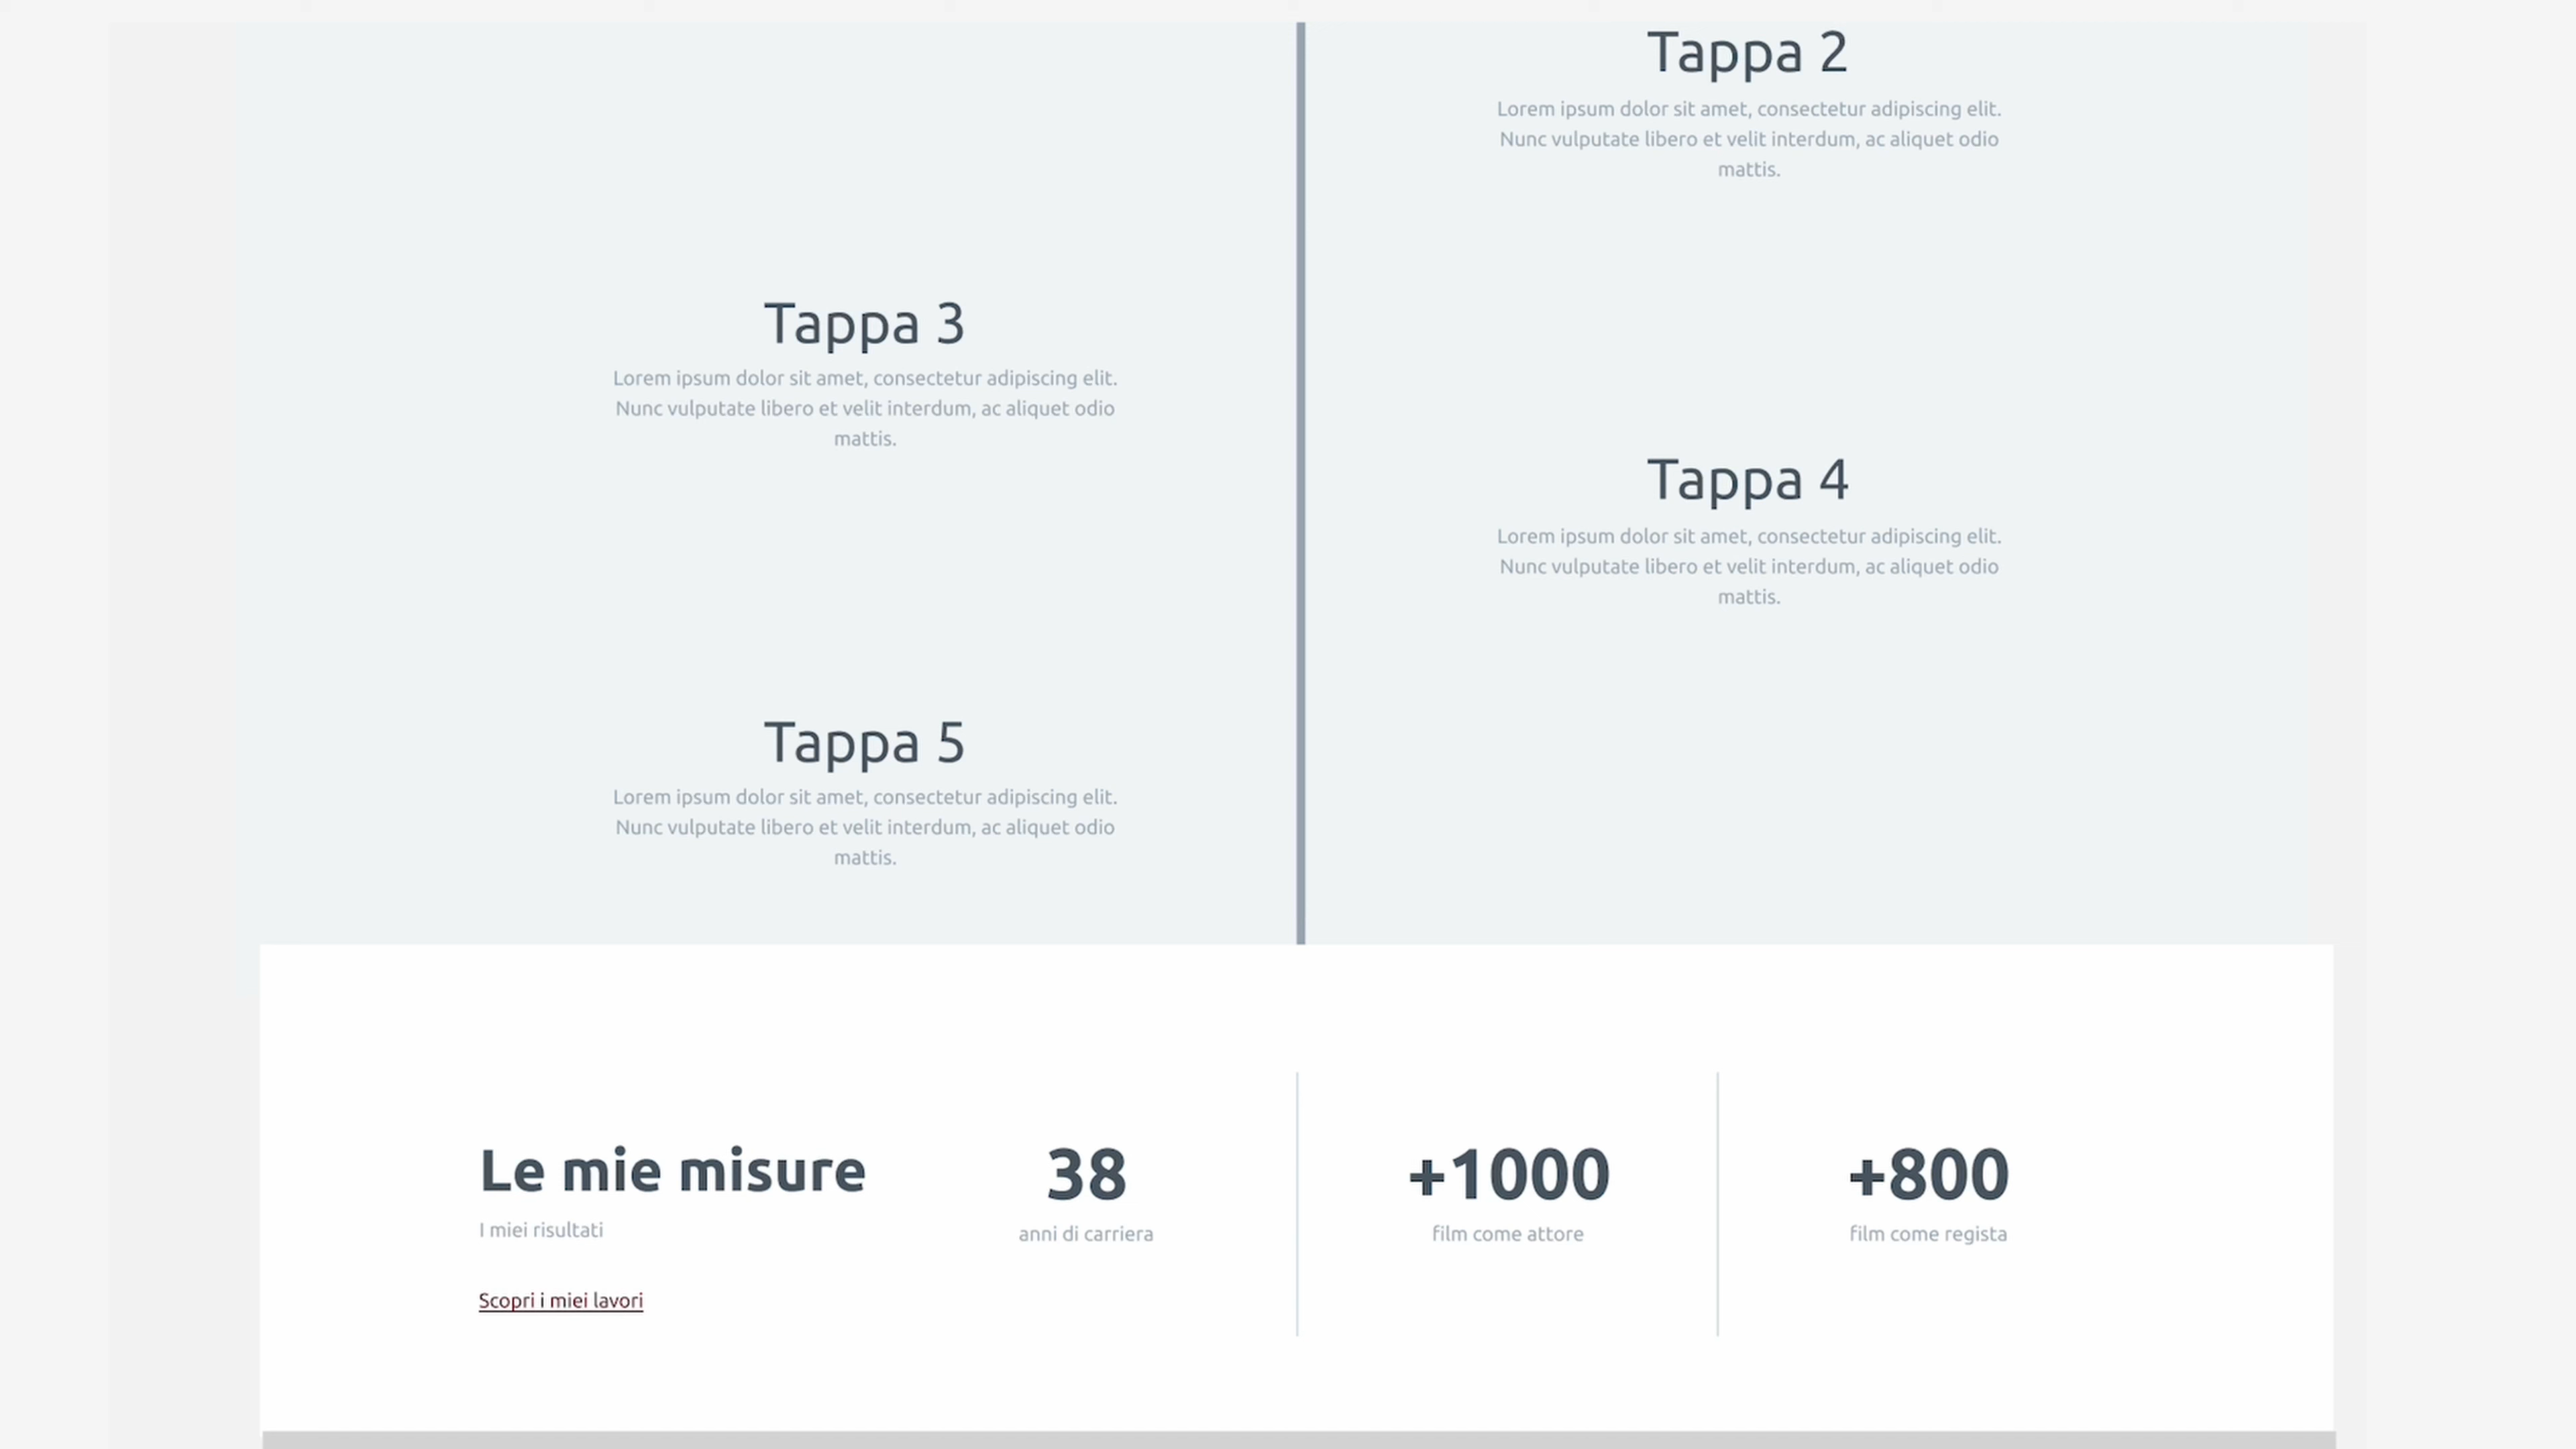 Tappa 2
Lorem ipsum dolor sit amet, consectetur adipiscing elit.
Nunc vulputate libero et velit interdum, ac aliquet odio
mattis.
Tappa 3
Lorem ipsum dolor sit amet, consectetur adipiscing elit.
Nunc vulputate libero et velit interdum, ac aliquet odio
mattis.
Tappa 4
Lorem ipsum dolor sit amet, consectetur adipiscing elit.
Nunc vulputate libero et velit interdum, ac aliquet odio
mattis.
Tappa 5
Lorem ipsum dolor sit amet, consectetur adipiscing elit.
Nunc vulputate libero et velit interdum, ac aliquet odio
mattis.
Le mie misure
I miei risultati
Scopri i miei lavori
38
anni di carriera
+1000
film come attore
+800
film come regista